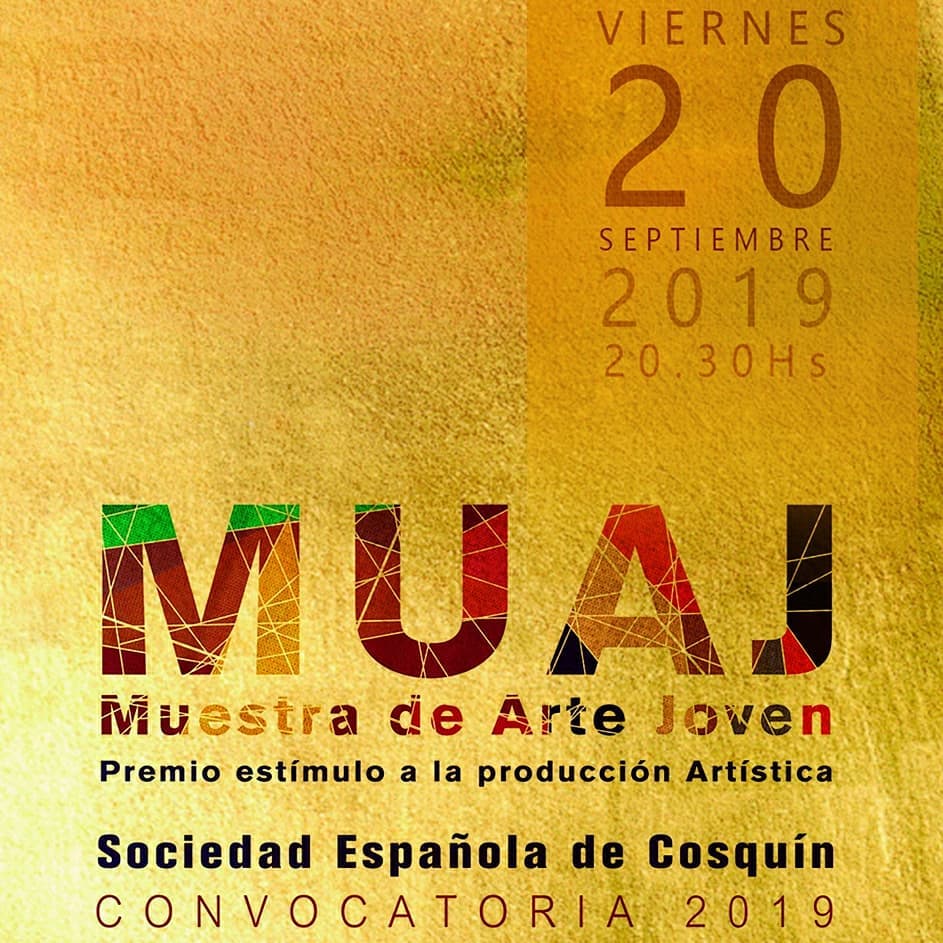 VIERNES
20
SEPTIEMBRE
2019
20.30Hs
MUAJ
Muestra de Arte Joven
Premio estímulo a la producción Artística
Sociedad Española de Cosquín
CONVOCATORIA 2019